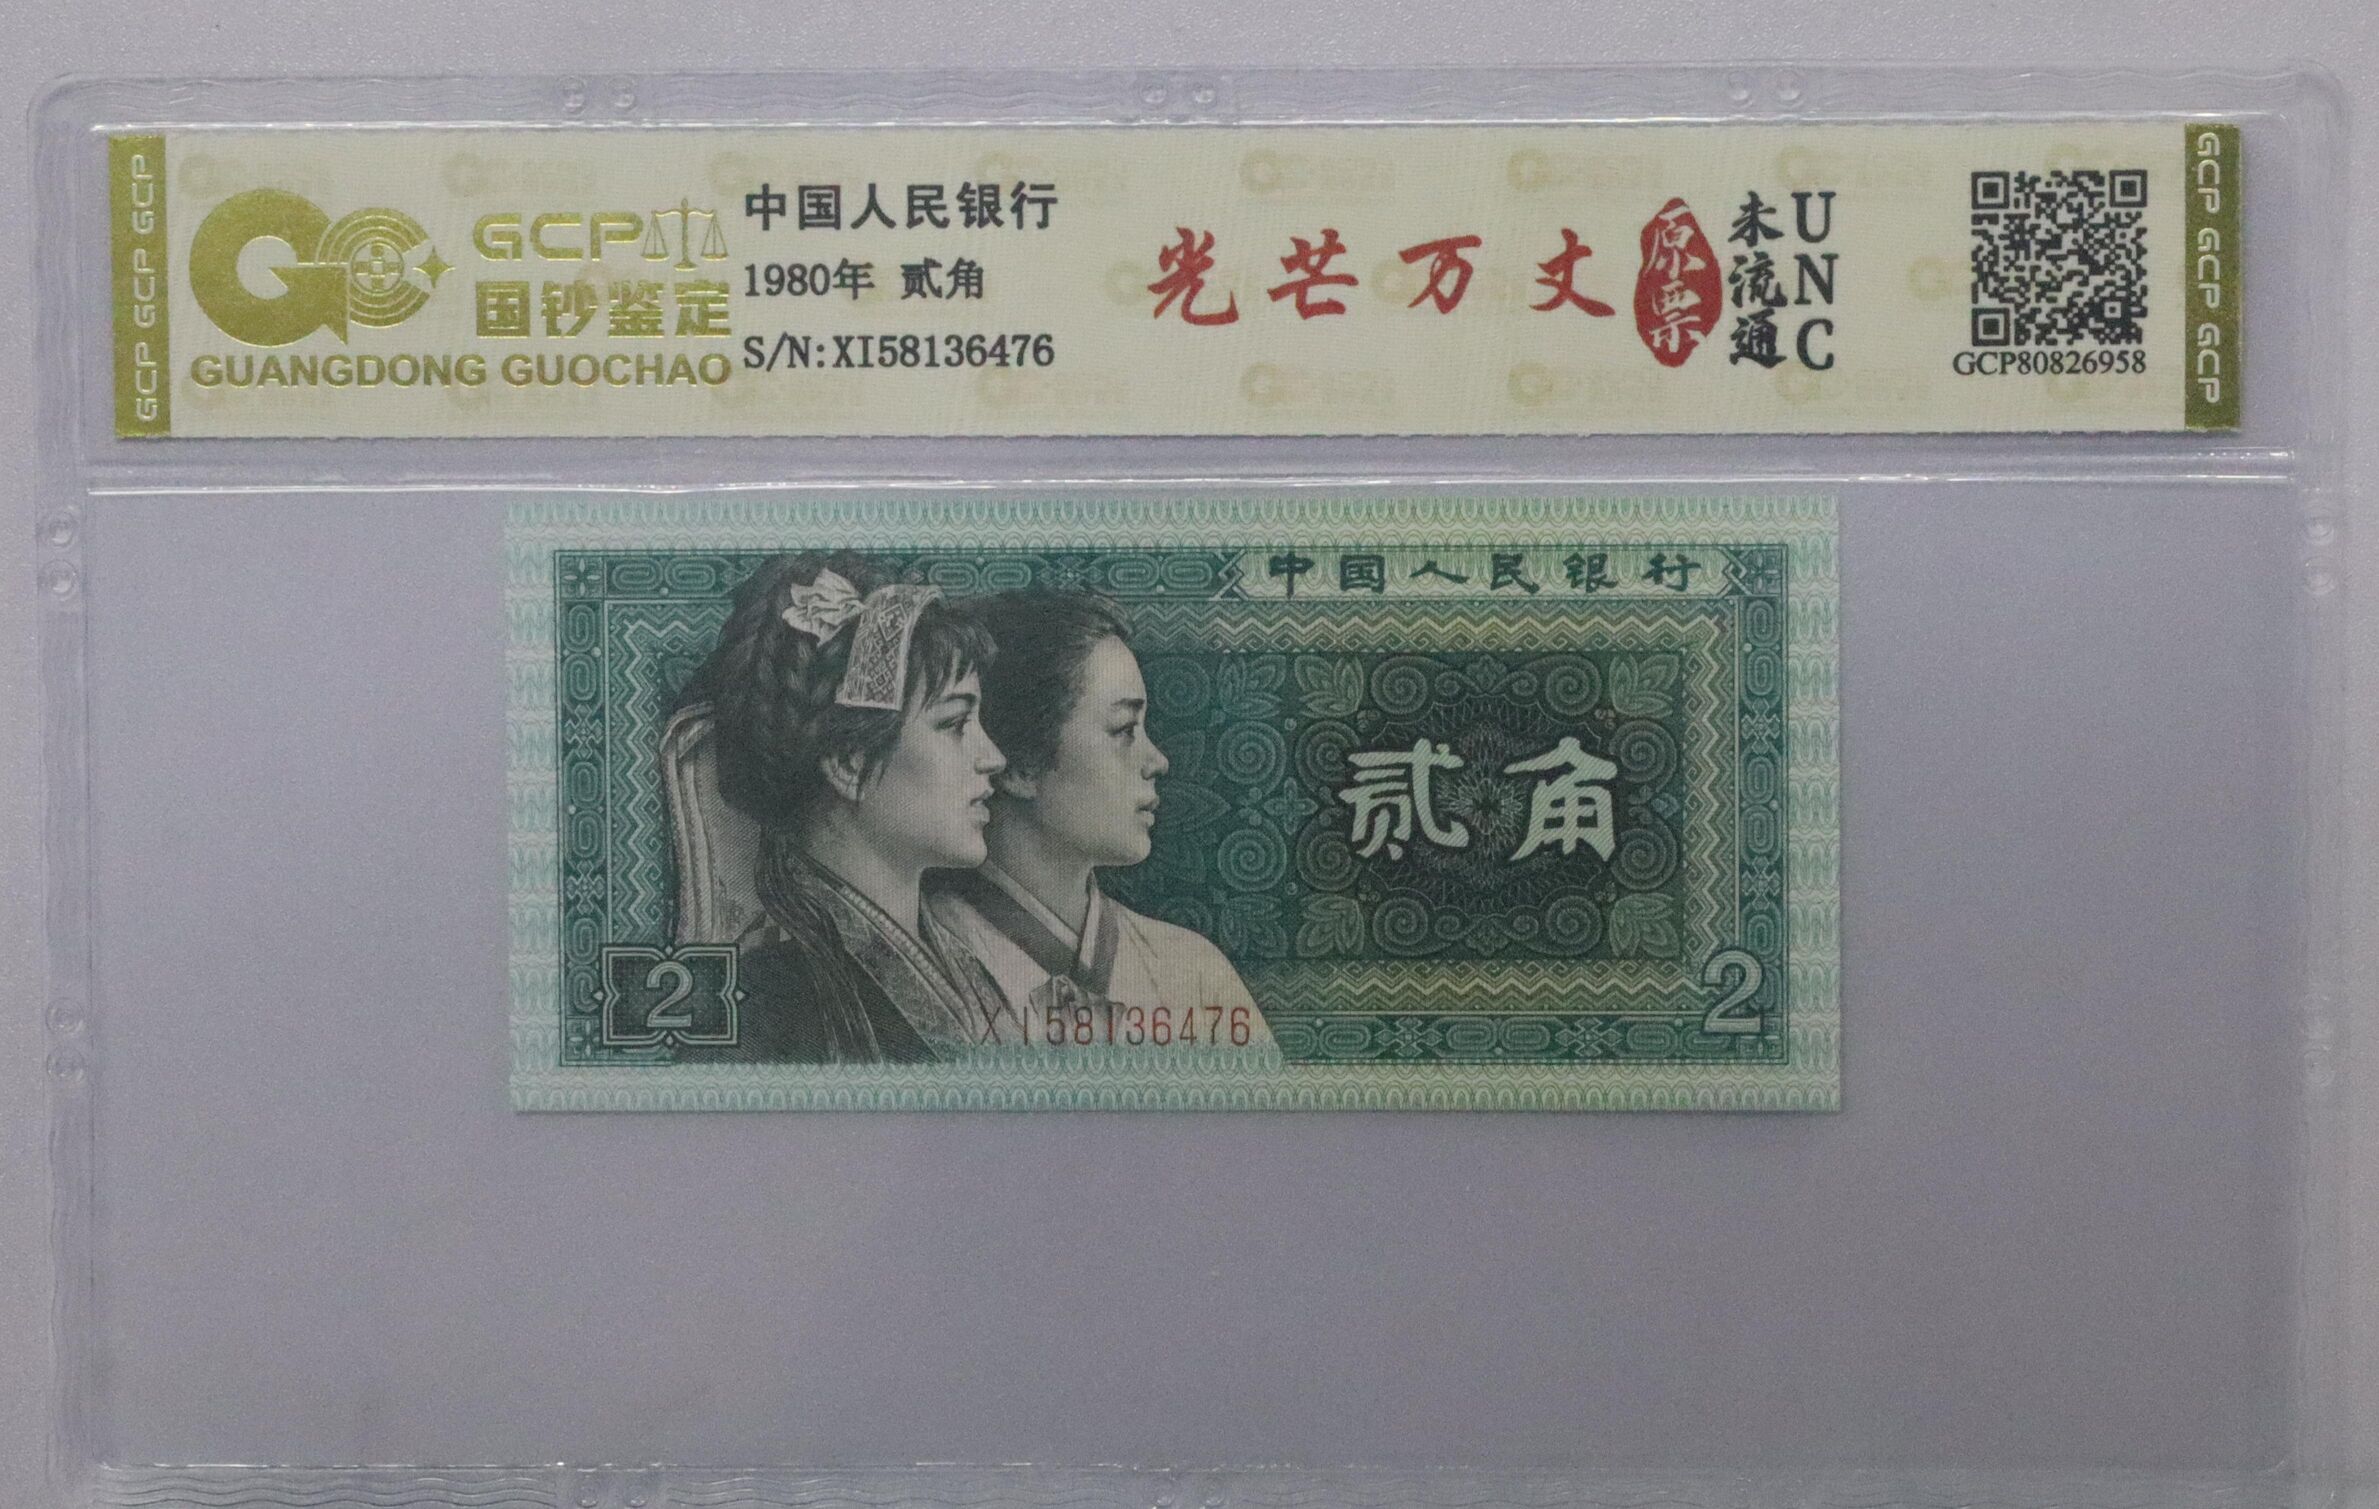 GCP GCP GCP
GCP
国钞鉴定
GUANGDONG GUOCHAO
中国人民银行
1980年 贰角
S/N:XI58136476
光芒万丈
原票
未流通
UNC
GCP80826958
GCP GCP GCP
中国人民银行
贰角
2
XI58136476
2